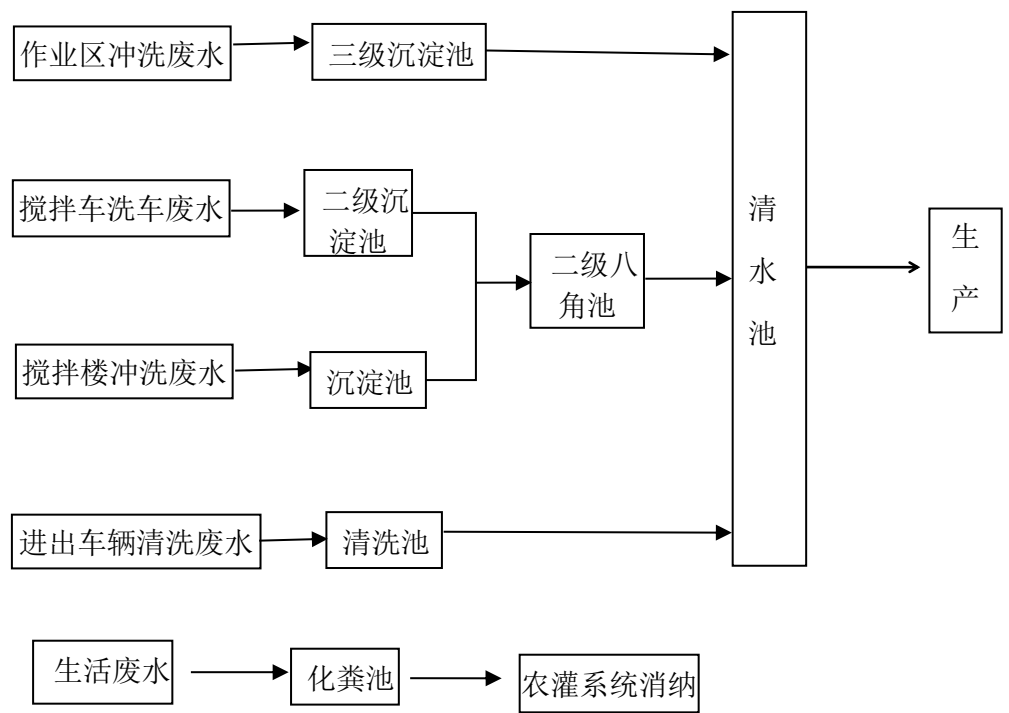 作业区冲洗废水
三级沉淀池
搅拌车洗车废水
二级沉
淀池
二级八
角池
搅拌楼冲洗废水
沉淀池
进出车辆清洗废水
清洗池
清
水
池
生
产
生活废水
化粪池
农灌系统消纳